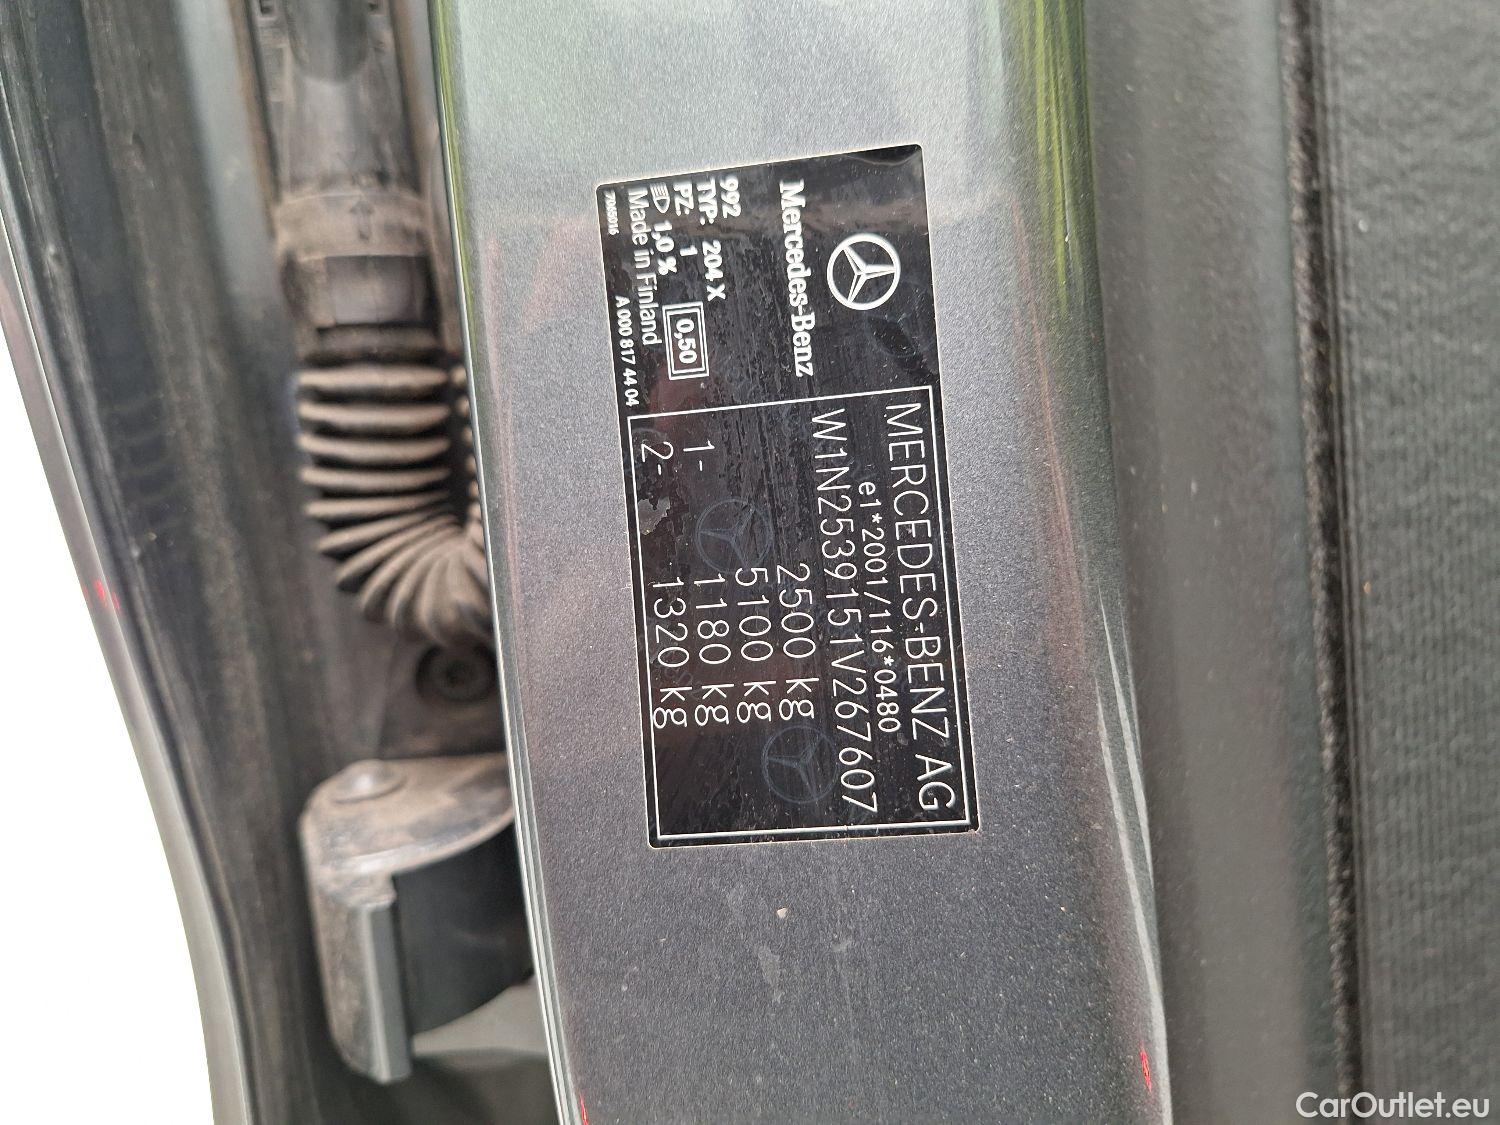 Mercedes-Benz
992
TYP: 204 X
PZ: 1
1,0 %
0,50
Made in Finland
7005016
A 000 817 44 04
MERCEDES-BENZ AG
e1*2001/116*0480
W1N2539151V267607
2500 kg
5100 kg
1- 1180 kg
2- 1320 kg
CarOutlet.eu